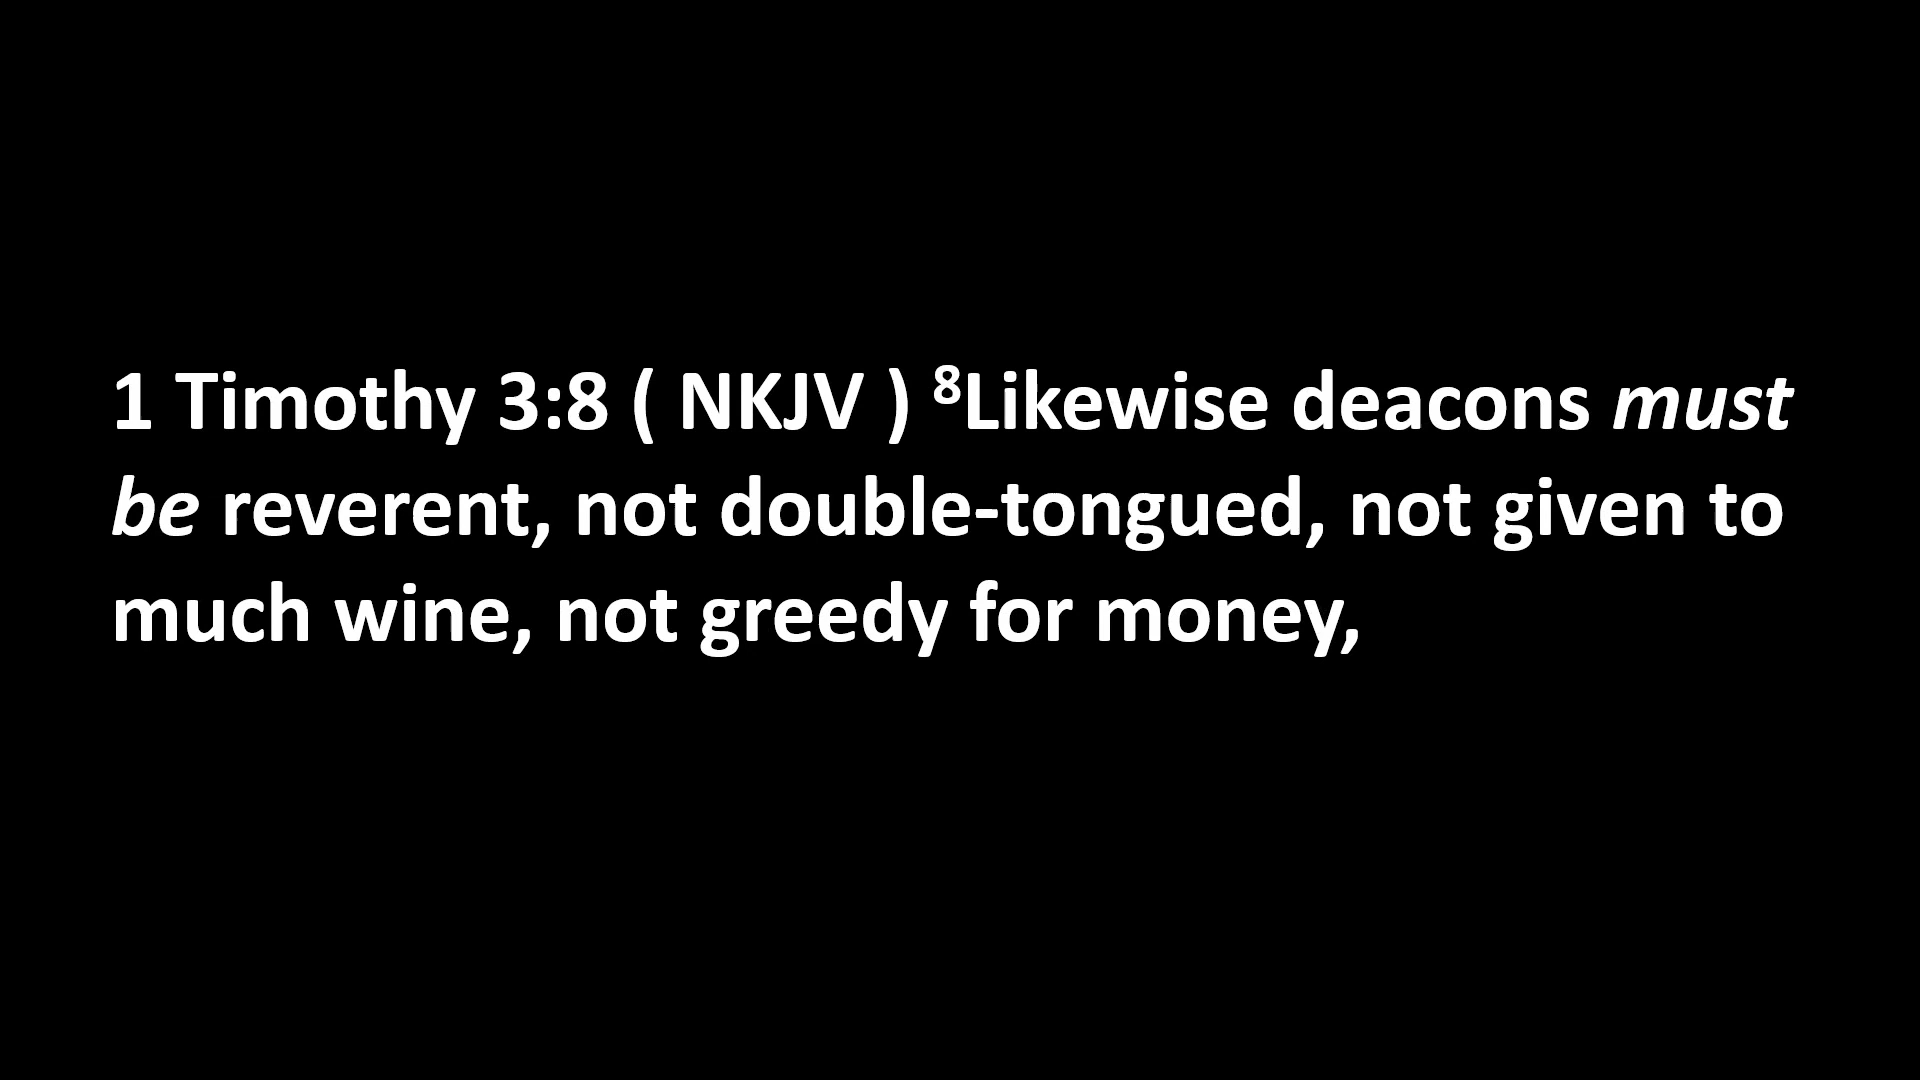 1 Timothy 3:8 ( NKJV ) ⁸Likewise deacons must
be reverent, not double-tongued, not given to
much wine, not greedy for money,